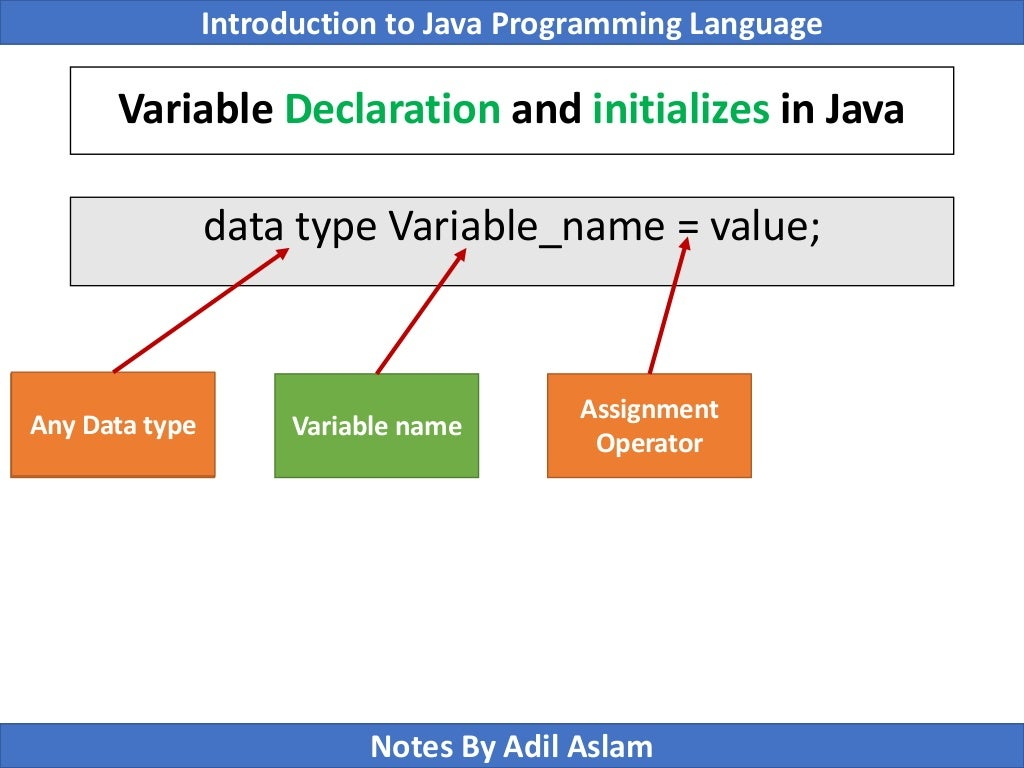 Introduction to Java Programming Language
Variable Declaration and initializes in Java
data type Variable_name = value;
Any Data type
Variable name
Assignment
Operator
Notes By Adil Aslam